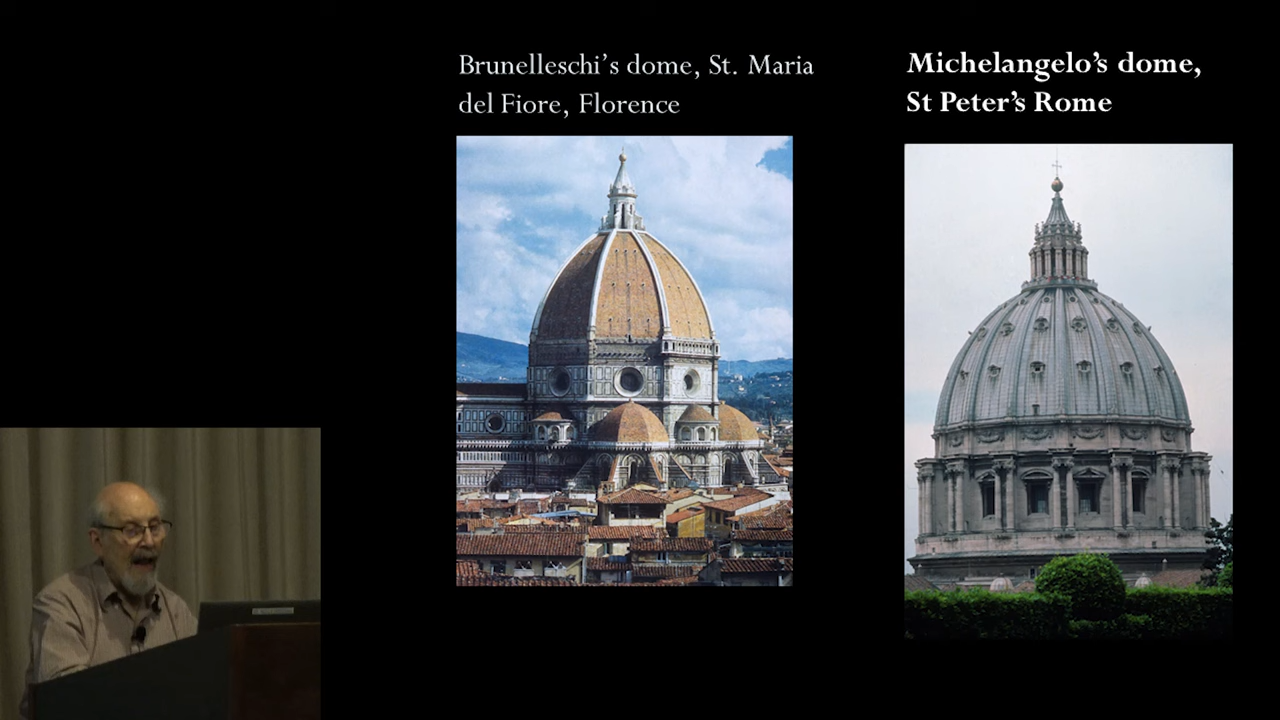 Brunelleschi’s dome, St. Maria
del Fiore, Florence
Michelangelo’s dome,
St Peter’s Rome